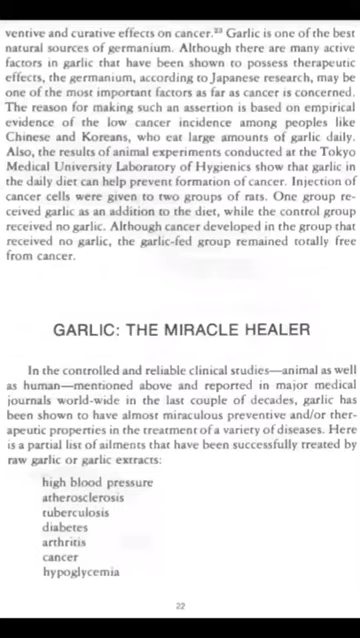 ventive and curative effects on cancer.²³ Garlic is one of the best
natural sources of germanium. Although there are many active
factors in garlic that have been shown to possess therapeutic
effects, the germanium, according to Japanese research, may be
one of the most important factors as far as cancer is concerned.
The reason for making such an assertion is based on empirical
evidence of the low cancer incidence among peoples like
Chinese and Koreans, who eat large amounts of garlic daily.
Also, the results of animal experiments conducted at the Tokyo
Medical University Laboratory of Hygienics show that garlic in
the daily diet can help prevent formation of cancer. Injection of
cancer cells were given to two groups of rats. One group re-
ceived garlic as an addition to the diet, while the control group
received no garlic. Although cancer developed in the group that
received no garlic, the garlic-fed group remained totally free
from cancer.
GARLIC: THE MIRACLE HEALER
In the controlled and reliable clinical studies—animal as well
as human—mentioned above and reported in major medical
journals world-wide in the last couple of decades, garlic has
been shown to have almost miraculous preventive and/or ther-
apeutic properties in the treatment of a variety of diseases. Here
is a partial list of ailments that have been successfully treated by
raw garlic or garlic extracts:
high blood pressure
atherosclerosis
tuberculosis
diabetes
arthritis
cancer
hypoglycemia
22